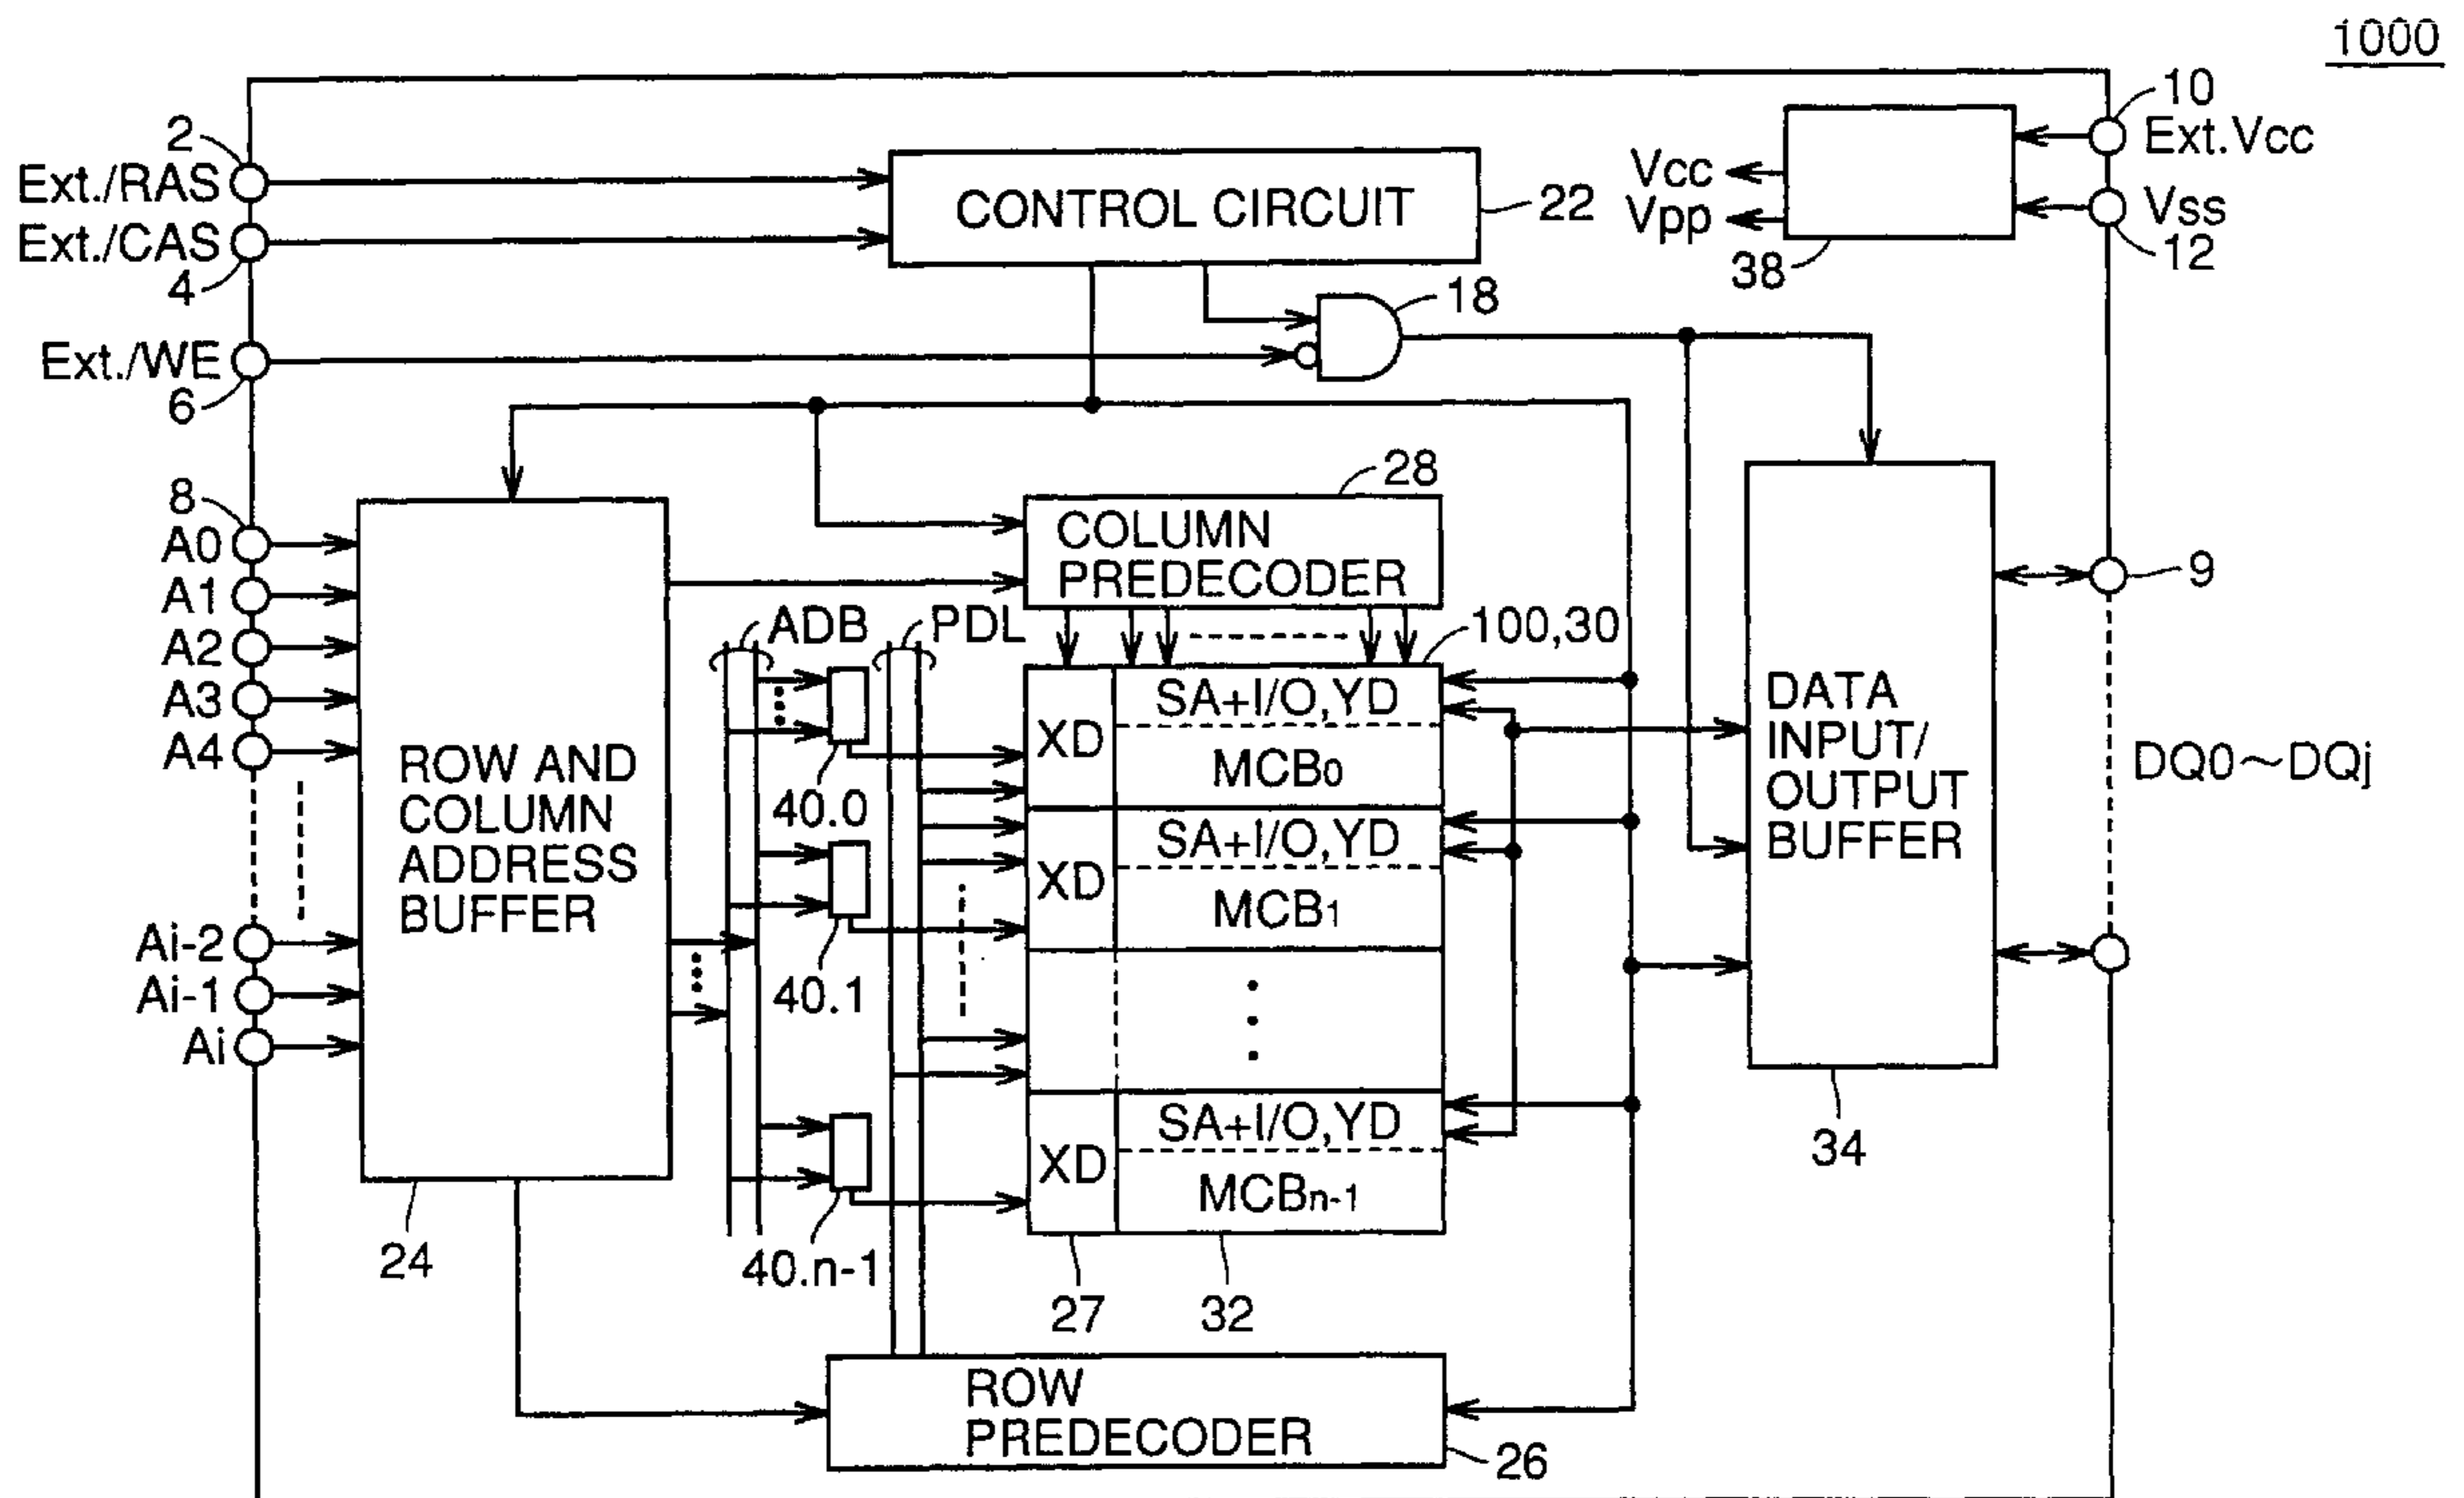 1000
10
2
Ext./RAS
Ext.Vcc
Vcc
CONTROL CIRCUIT
22
Vss
Ext./CAS
Vpp
4
38
12
18
Ext./WE
6
28
8
A0
COLUMN
PREDECODER
9
A1
ADB
PDL
100,30
A2
A3
A4
SA+I/O,YD
XD
MCB0
DATA
INPUT/
OUTPUT
BUFFER
DQ0~DQj
ROW AND
COLUMN
ADDRESS
BUFFER
40.0
SA+I/O,YD
XD
MCB1
Ai-2
Ai-1
Ai
40.1
SA+I/O,YD
XD
MCBn-1
34
24
40.n-1
27
32
ROW
PREDECODER
26